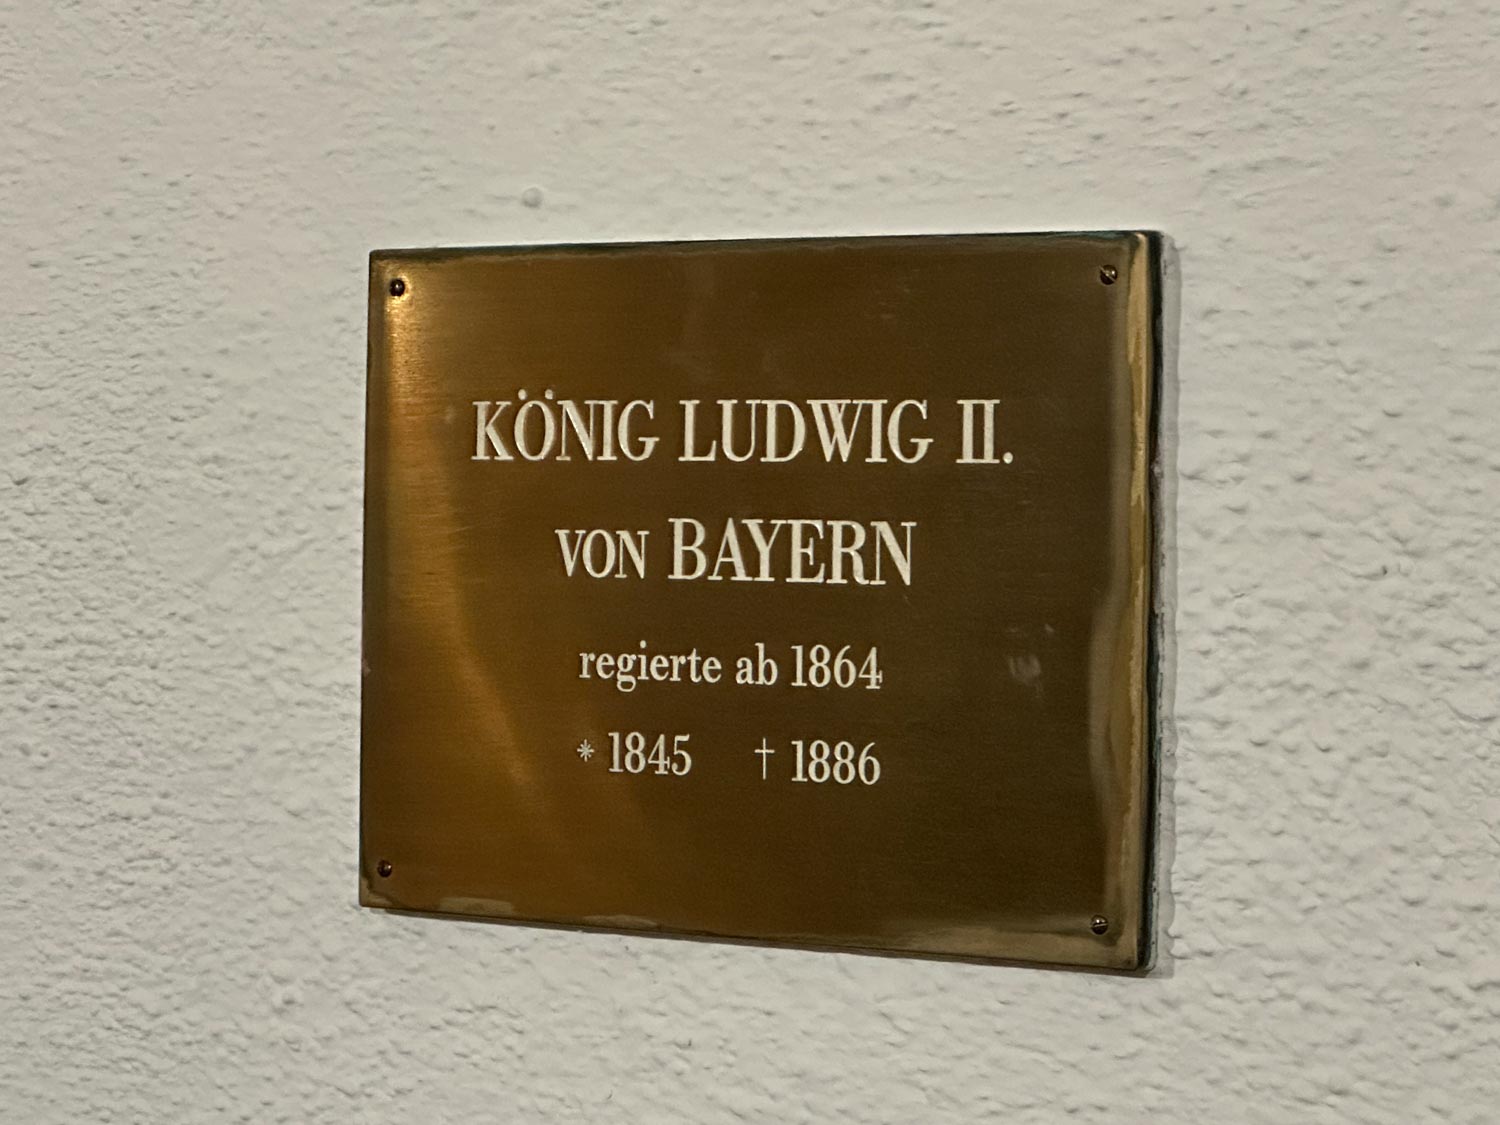 KÖNIG LUDWIG II.
VON BAYERN
regierte ab 1864
* 1845 † 1886